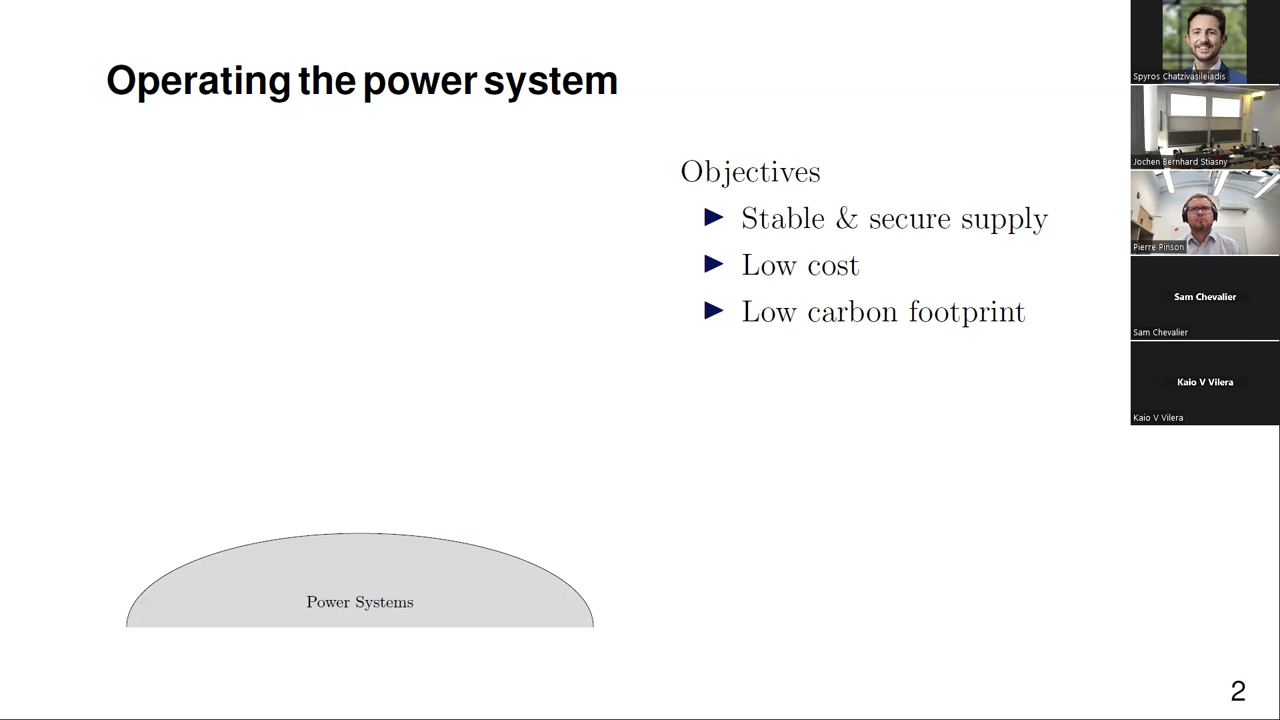 Operating the power system
Objectives
Stable & secure supply
Low cost
Low carbon footprint
Power Systems
2
Spyros Chatzivasileiadis
Jochen Bernhard Stiasny
Pierre Pinson
Sam Chevalier
Sam Chevalier
Kaio V Vilera
Kaio V Vilera